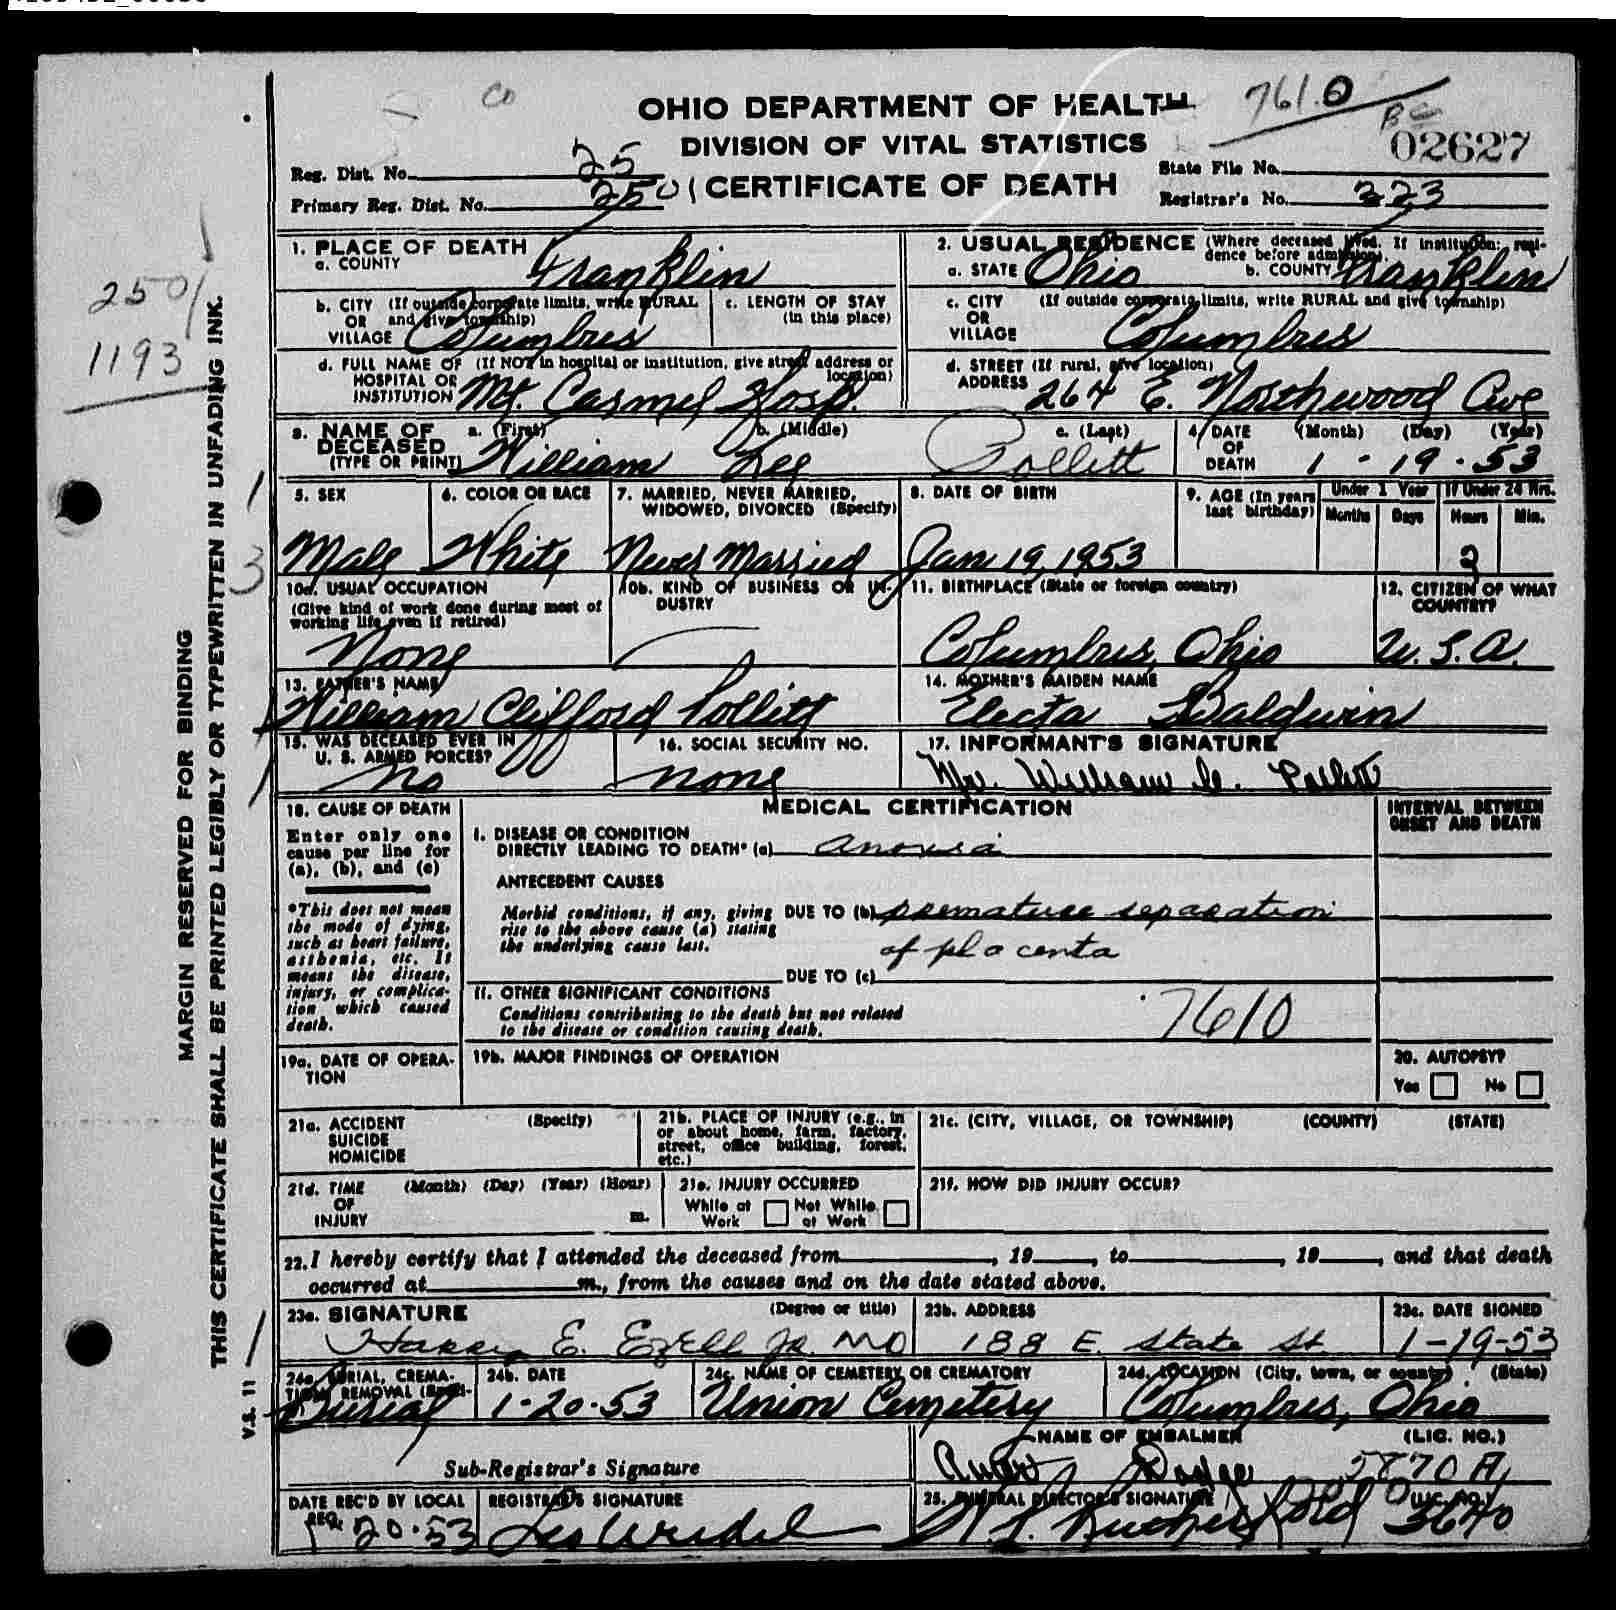 Co
OHIO DEPARTMENT OF HEALTH
DIVISION OF VITAL STATISTICS
CERTIFICATE OF DEATH
761.0
BC
02627
Reg. Dist. No. 25
Primary Reg. Dist. No. 2501
State File No.
Registrar's No. 223
2501
1193
1. PLACE OF DEATH
a. COUNTY Franklin
b. CITY (If outside corporate limits, write RURAL
OR and give township)
VILLAGE Columbus
c. LENGTH OF STAY
(in this place)
d. FULL NAME OF (If NOT in hospital or institution, give street address or
location)
HOSPITAL OR
INSTITUTION Mt. Carmel Hosp.
2. USUAL RESIDENCE (Where deceased lived. If institution: resi-
dence before admission).
a. STATE Ohio b. COUNTY Franklin
c. CITY (If outside corporate limits, write RURAL and give township)
OR
VILLAGE Columbus
d. STREET (If rural, give location)
ADDRESS 264 E. Northwood Ave
3. NAME OF
DECEASED
(TYPE OR PRINT)
a. (First) William
b. (Middle) Lee
c. (Last) Pollitt
4. DATE
OF
DEATH
(Month) (Day) (Year)
1 - 19 - 53
5. SEX
Male
6. COLOR OR RACE
White
7. MARRIED, NEVER MARRIED,
WIDOWED, DIVORCED (Specify)
Never Married
8. DATE OF BIRTH
Jan 19, 1953
9. AGE (In years
last birthday)
Under 1 Year
Months Days
If Under 24 Hrs.
Hours Min.
2
10a. USUAL OCCUPATION
(Give kind of work done during most of
working life, even if retired)
None
10b. KIND OF BUSINESS OR IN-
DUSTRY
11. BIRTHPLACE (State or foreign country)
Columbus, Ohio
12. CITIZEN OF WHAT
COUNTRY?
U. S. A.
13. FATHER'S NAME
William Clifford Pollitt
14. MOTHER'S MAIDEN NAME
Electa Baldwin
15. WAS DECEASED EVER IN
U. S. ARMED FORCES?
No
16. SOCIAL SECURITY NO.
None
17. INFORMANT'S SIGNATURE
Mr. William C. Pollitt
18. CAUSE OF DEATH
Enter only one
cause per line for
(a), (b), and (c)
*This does not mean
the mode of dying,
such as heart failure,
asthenia, etc. It
means the disease,
injury, or complica-
tion which caused
death.
MEDICAL CERTIFICATION
INTERVAL BETWEEN
ONSET AND DEATH
I. DISEASE OR CONDITION
DIRECTLY LEADING TO DEATH* (a) anoxia
ANTECEDENT CAUSES
Morbid conditions, if any, giving
rise to the above cause (a) stating
the underlying cause last.
DUE TO (b) premature separation
of placenta
DUE TO (c)
II. OTHER SIGNIFICANT CONDITIONS
Conditions contributing to the death but not related
to the disease or condition causing death.
7610
19a. DATE OF OPERA-
TION
19b. MAJOR FINDINGS OF OPERATION
20. AUTOPSY?
Yes No
21a. ACCIDENT (Specify)
SUICIDE
HOMICIDE
21b. PLACE OF INJURY (e.g., in
or about home, farm, factory,
street, office building, forest,
etc.)
21c. (CITY, VILLAGE, OR TOWNSHIP) (COUNTY) (STATE)
21d. TIME (Month) (Day) (Year) (Hour)
OF
INJURY m.
21e. INJURY OCCURRED
While at
Work
Not While
at Work
21f. HOW DID INJURY OCCUR?
22. I hereby certify that I attended the deceased from , 19 , to , 19 , and that death
occurred at m., from the causes and on the date stated above.
23a. SIGNATURE (Degree or title)
Harry E. Ezell Jr. MD
23b. ADDRESS
188 E. State St
23c. DATE SIGNED
1-19-53
24a. BURIAL, CREMA-
TION, REMOVAL (Speci-
Burial
24b. DATE
1-20-53
24c. NAME OF CEMETERY OR CREMATORY
Union Cemetery
24d. LOCATION (City, town, or county) (State)
Columbus, Ohio
Sub-Registrar's Signature
NAME OF EMBALMER (LIC. NO.)
5870 A
DATE REC'D BY LOCAL
REG.
1 20-53
REGISTRAR'S SIGNATURE
25. FUNERAL DIRECTOR'S SIGNATURE (LIC. NO.)
Rutherford 3640
MARGIN RESERVED FOR BINDING
THIS CERTIFICATE SHALL BE PRINTED LEGIBLY OR TYPEWRITTEN IN UNFADING INK.
V.S. 11